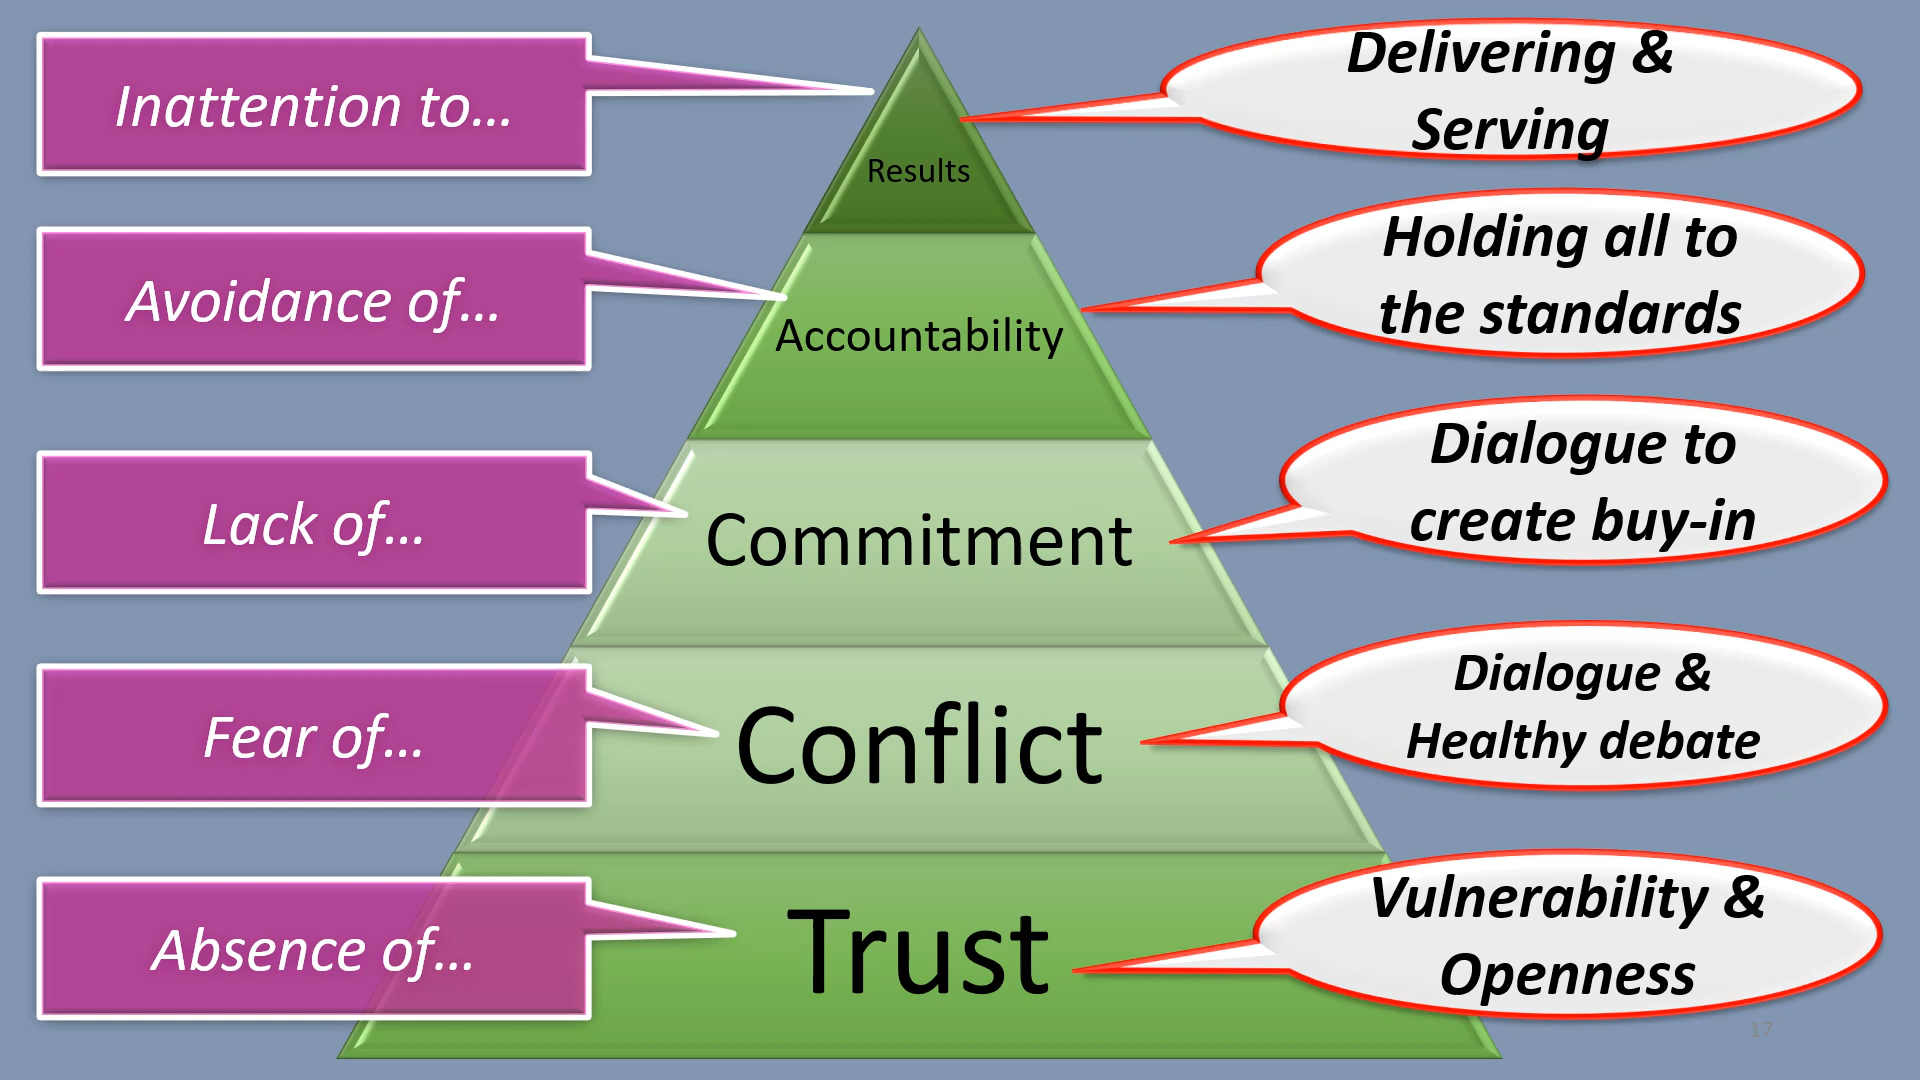 Inattention to...
Results
Delivering &
Serving
Avoidance of...
Accountability
Holding all to
the standards
Lack of...
Commitment
Dialogue to
create buy-in
Fear of...
Conflict
Dialogue &
Healthy debate
Absence of...
Trust
Vulnerability &
Openness
17